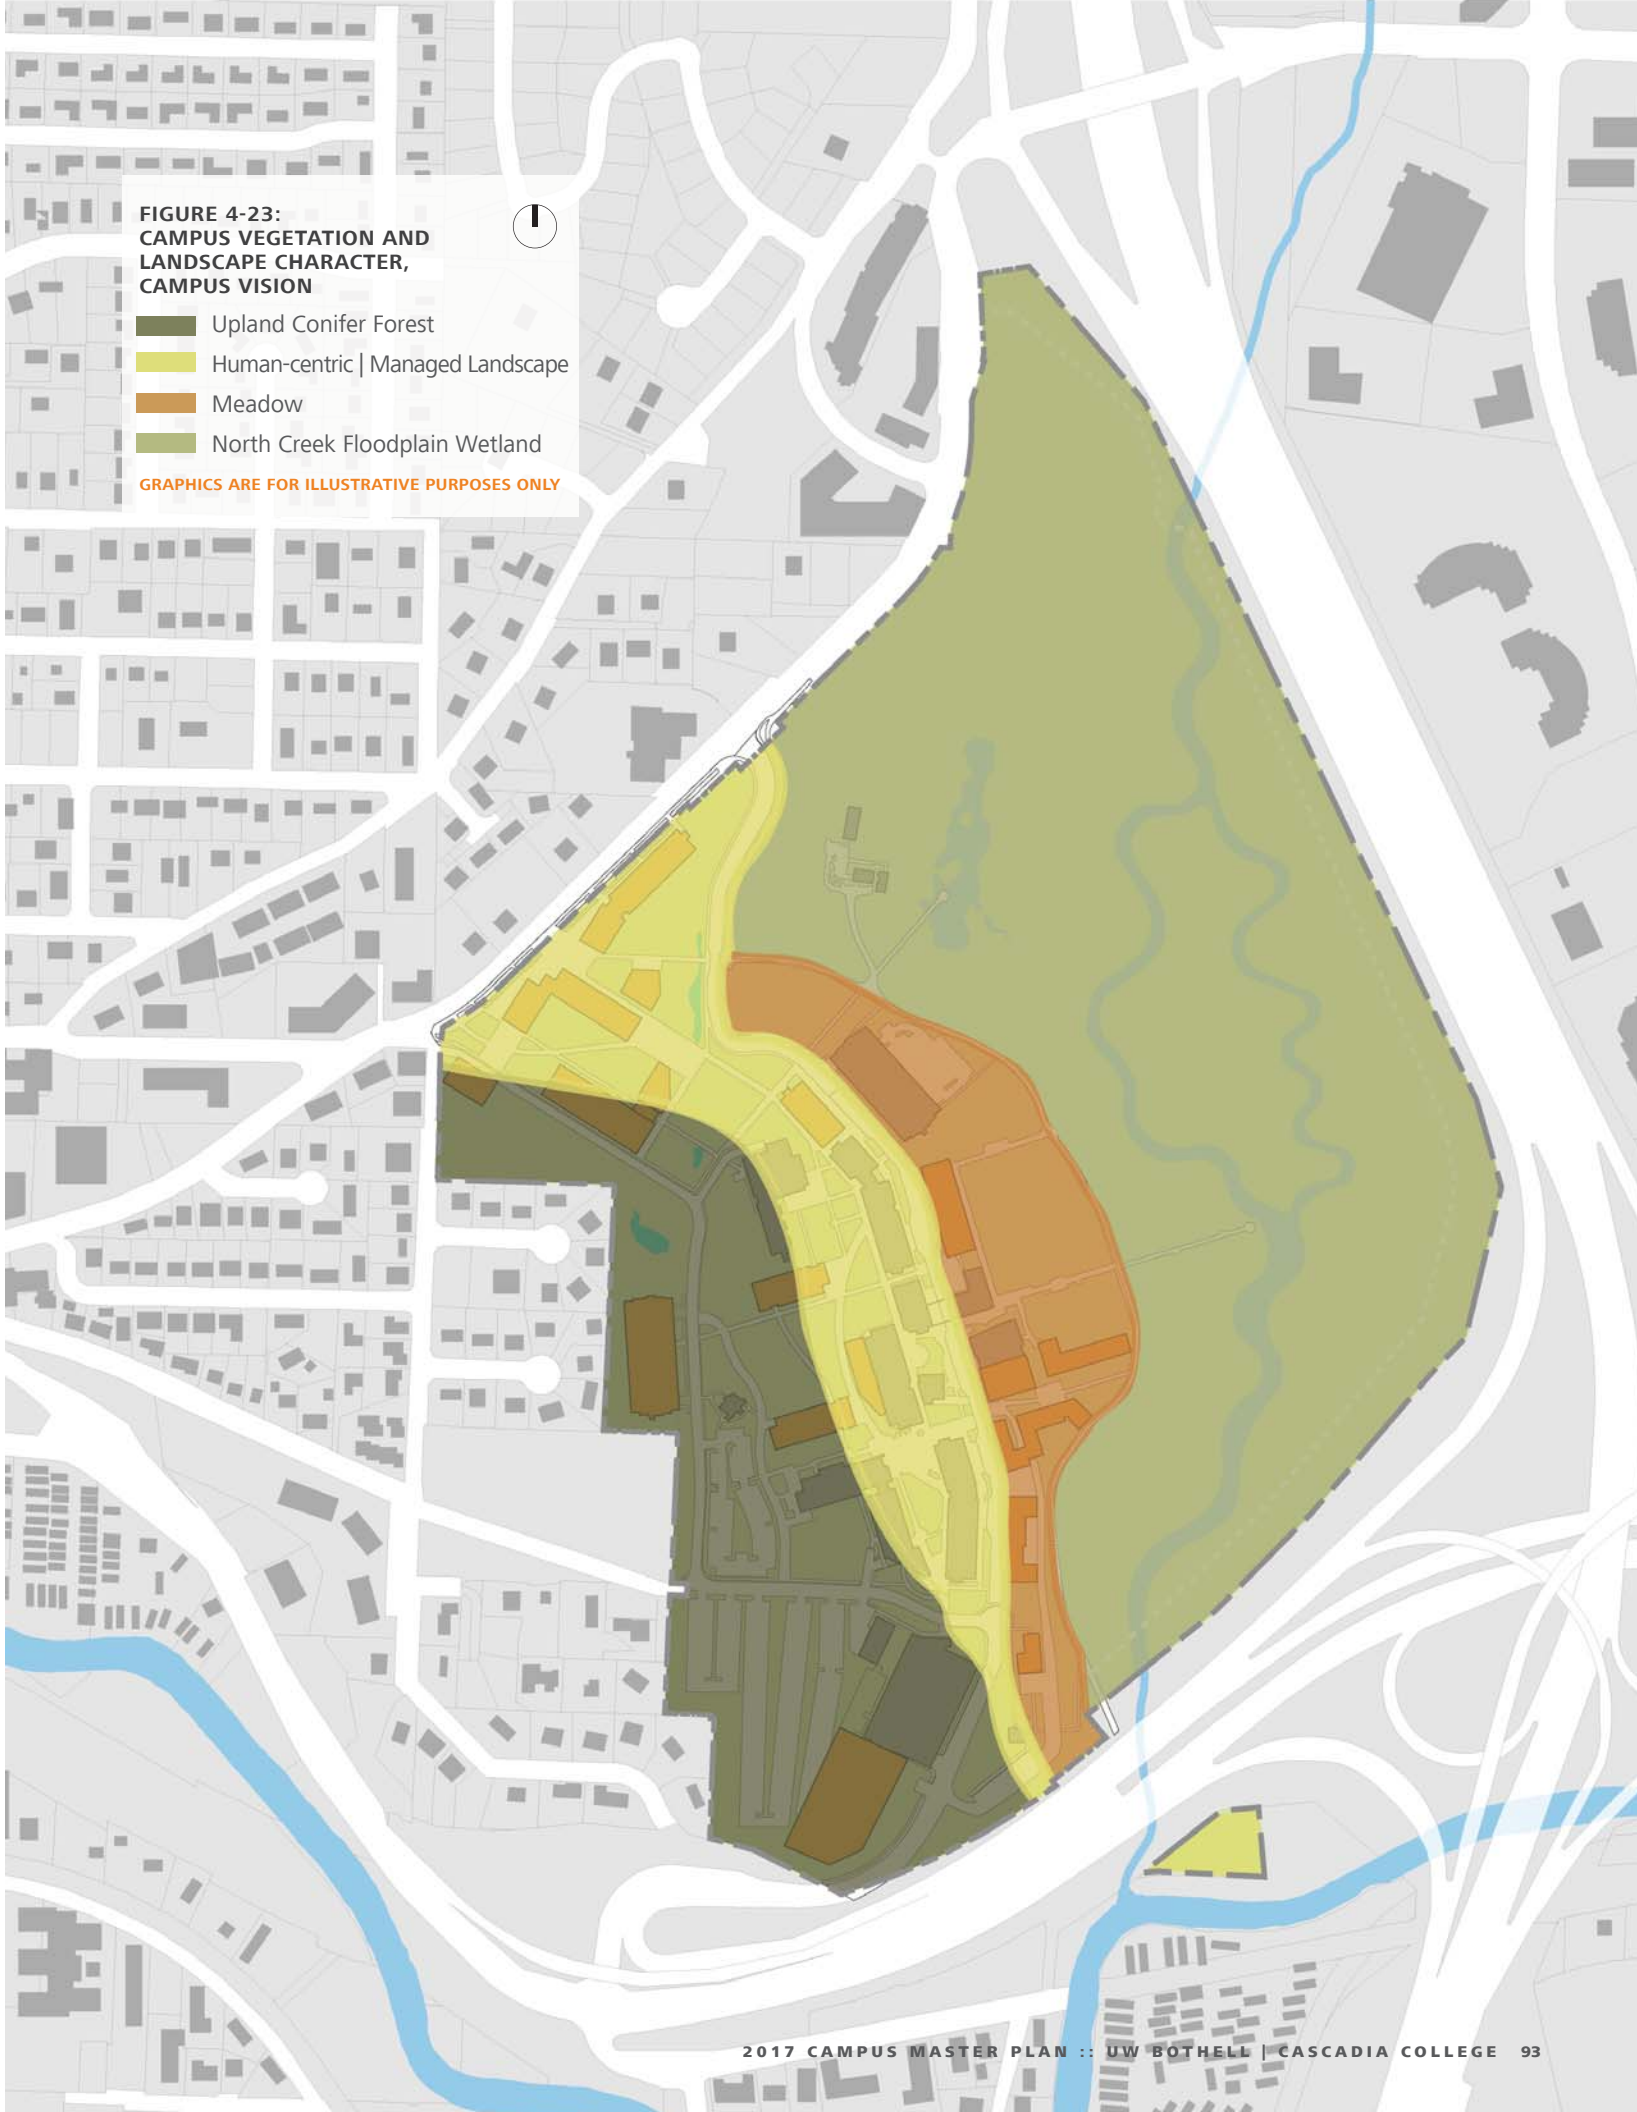 FIGURE 4-23:
CAMPUS VEGETATION AND
LANDSCAPE CHARACTER,
CAMPUS VISION
Upland Conifer Forest
Human-centric | Managed Landscape
Meadow
North Creek Floodplain Wetland
GRAPHICS ARE FOR ILLUSTRATIVE PURPOSES ONLY
2017 CAMPUS MASTER PLAN :: UW BOTHELL | CASCADIA COLLEGE 93